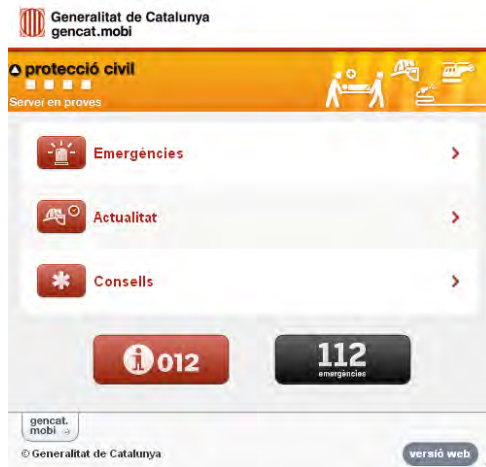 Generalitat de Catalunya
gencat.mobi
protecció civil
Servei en proves
Emergències
Actualitat
Consells
012
112
emergències
gencat.
mobi
© Generalitat de Catalunya
versió web